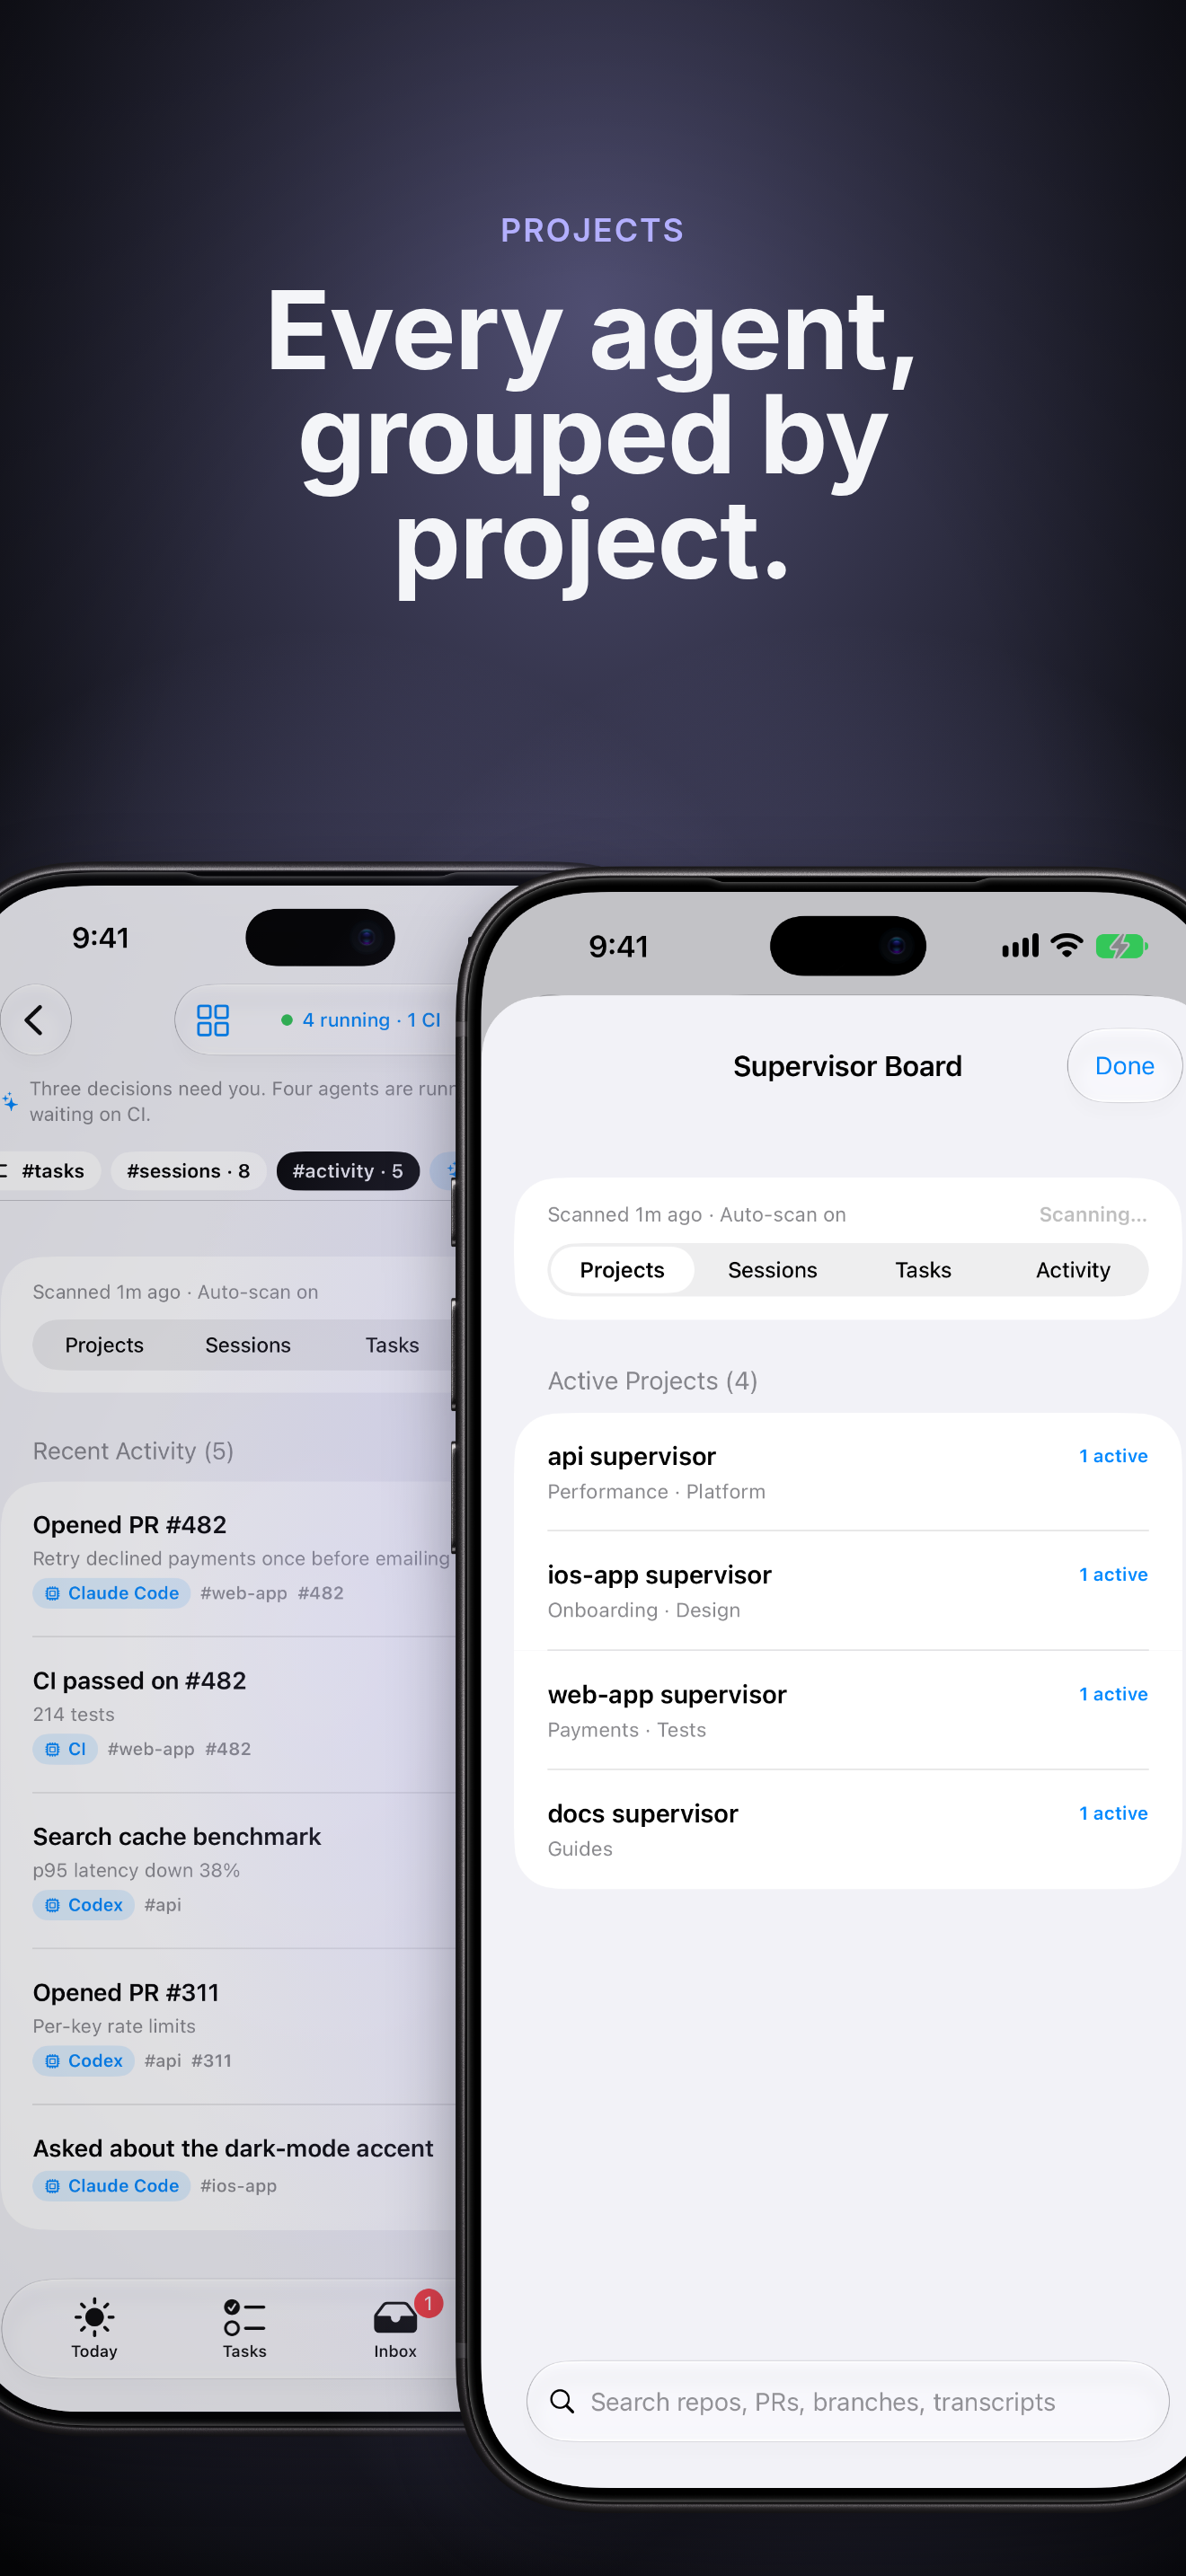 PROJECTS
Every agent,
grouped by
project.
9:41
4 running · 1 CI
Three decisions need you. Four agents are
waiting on CI.
#tasks
#sessions · 8
#activity · 5
Scanned 1m ago · Auto-scan on
Projects
Sessions
Tasks
Recent Activity (5)
Opened PR #482
Retry declined payments once before emailing
Claude Code #web-app #482
CI passed on #482
214 tests
CI #web-app #482
Search cache benchmark
p95 latency down 38%
Codex #api
Opened PR #311
Per-key rate limits
Codex #api #311
Asked about the dark-mode accent
Claude Code #ios-app
Today
Tasks
Inbox
1
9:41
Supervisor Board
Done
Scanned 1m ago · Auto-scan on
Scanning...
Projects
Sessions
Tasks
Activity
Active Projects (4)
api supervisor
1 active
Performance · Platform
ios-app supervisor
1 active
Onboarding · Design
web-app supervisor
1 active
Payments · Tests
docs supervisor
1 active
Guides
Search repos, PRs, branches, transcripts